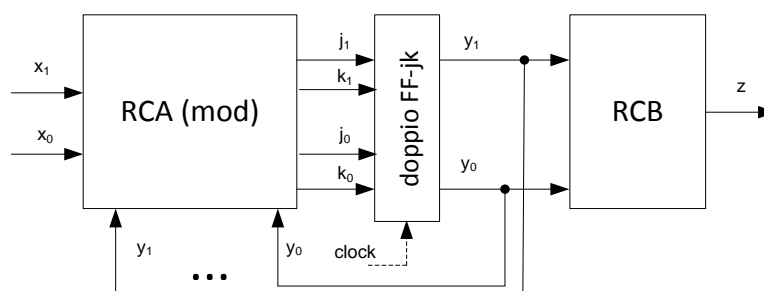 x₁
x₀
RCA (mod)
j₁
k₁
j₀
k₀
doppio FF-jk
y₁
y₀
RCB
z
y₁
...
y₀
clock